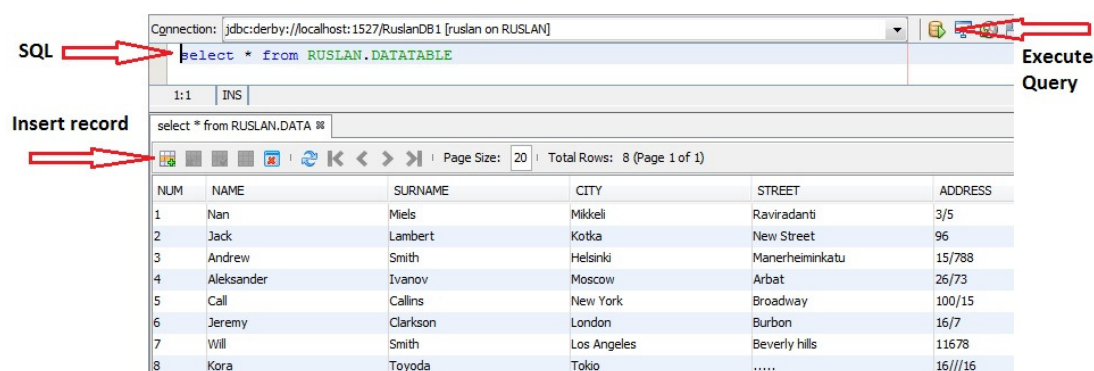 Connection: jdbc:derby://localhost:1527/RuslanDB1 [ruslan on RUSLAN]
SQL
select * from RUSLAN.DATATABLE
Execute
Query
1:1 INS
Insert record
select * from RUSLAN.DATA
Page Size: 20 Total Rows: 8 (Page 1 of 1)
NUM NAME SURNAME CITY STREET ADDRESS
1 Nan Miels Mikkeli Raviradanti 3/5
2 Jack Lambert Kotka New Street 96
3 Andrew Smith Helsinki Manerheiminkatu 15/788
4 Aleksander Ivanov Moscow Arbat 26/73
5 Call Callins New York Broadway 100/15
6 Jeremy Clarkson London Burbon 16/7
7 Will Smith Los Angeles Beverly hills 11678
8 Kora Toyoda Tokio ..... 16///16